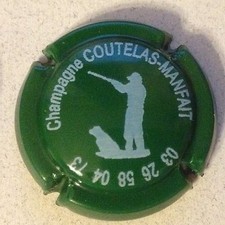 Champagne COUTELAS-MANFAIT
03 26 58 04 73